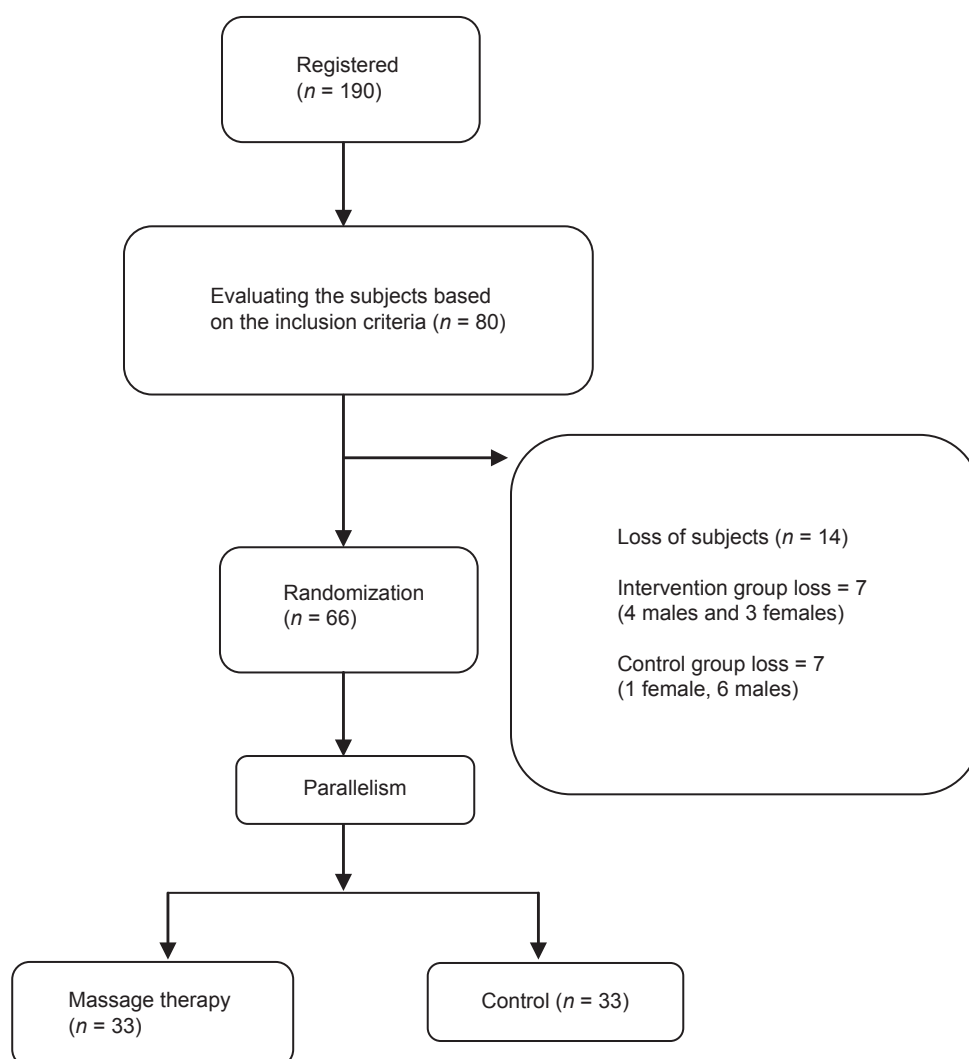 Registered
(n = 190)
Evaluating the subjects based
on the inclusion criteria (n = 80)
Loss of subjects (n = 14)
Intervention group loss = 7
(4 males and 3 females)
Control group loss = 7
(1 female, 6 males)
Randomization
(n = 66)
Parallelism
Massage therapy
(n = 33)
Control (n = 33)